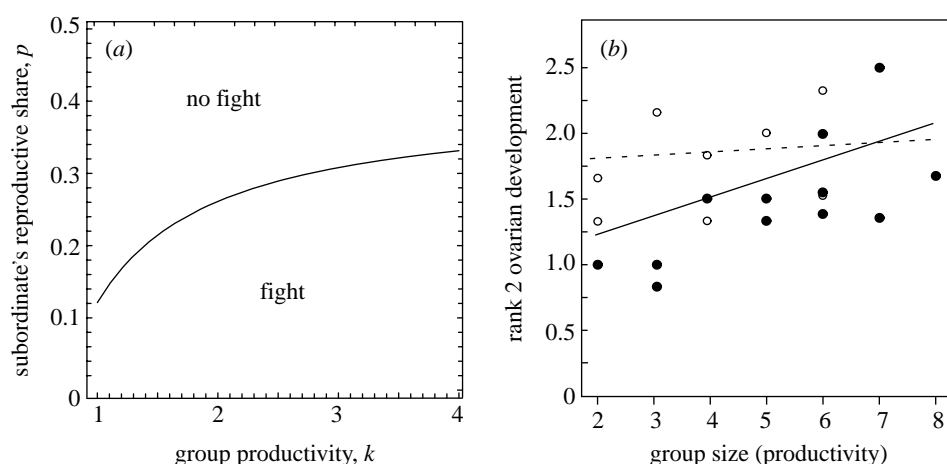 (a)
subordinate's reproductive share, p
0.5
0.4
0.3
0.2
0.1
0
no fight
fight
1 2 3 4
group productivity, k
(b)
rank 2 ovarian development
2.5
2.0
1.5
1.0
0.5
0
2 3 4 5 6 7 8
group size (productivity)